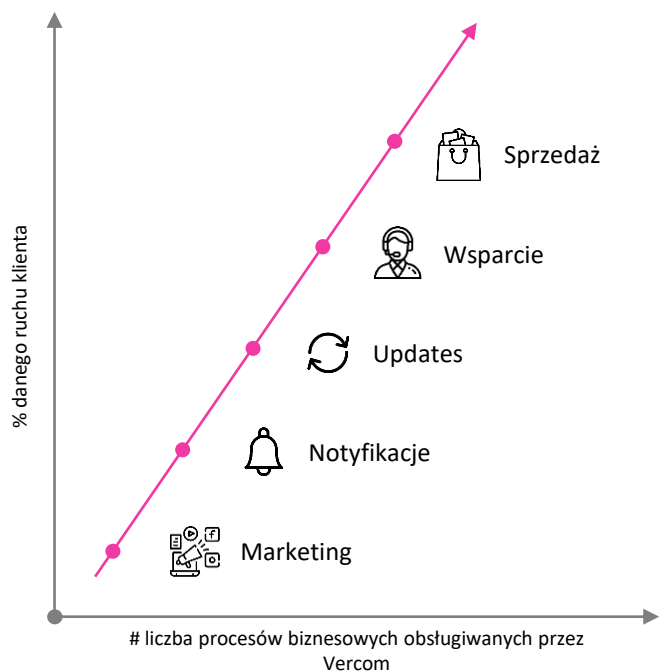 Sprzedaż
Wsparcie
Updates
Notyfikacje
Marketing
% danego ruchu klienta
# liczba procesów biznesowych obsługiwanych przez
Vercom